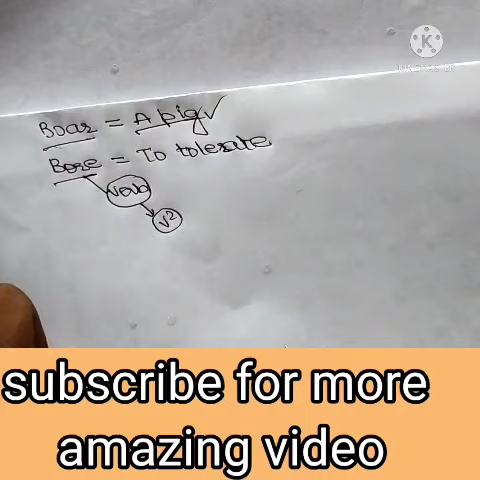 Boar = A pig
Bore = To tolerate
Verb
V²
K
subscribe for more
amazing video